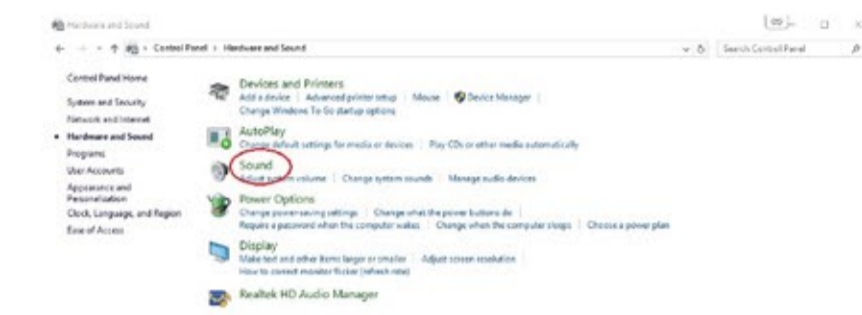 Hardware and Sound
Control Panel › Hardware and Sound
Search Control Panel
Control Panel Home
System and Security
Network and Internet
Hardware and Sound
Programs
User Accounts
Appearance and
Personalization
Clock, Language, and Region
Ease of Access
Devices and Printers
Add a device | Advanced printer setup | Mouse | Device Manager |
Change Windows To Go startup options
AutoPlay
Change default settings for media or devices | Play CDs or other media automatically
Sound
Adjust system volume | Change system sounds | Manage audio devices
Power Options
Change power-saving settings | Change what the power buttons do |
Require a password when the computer wakes | Change when the computer sleeps | Choose a power plan
Display
Make text and other items larger or smaller | Adjust screen resolution |
How to correct monitor flicker (refresh rate)
Realtek HD Audio Manager